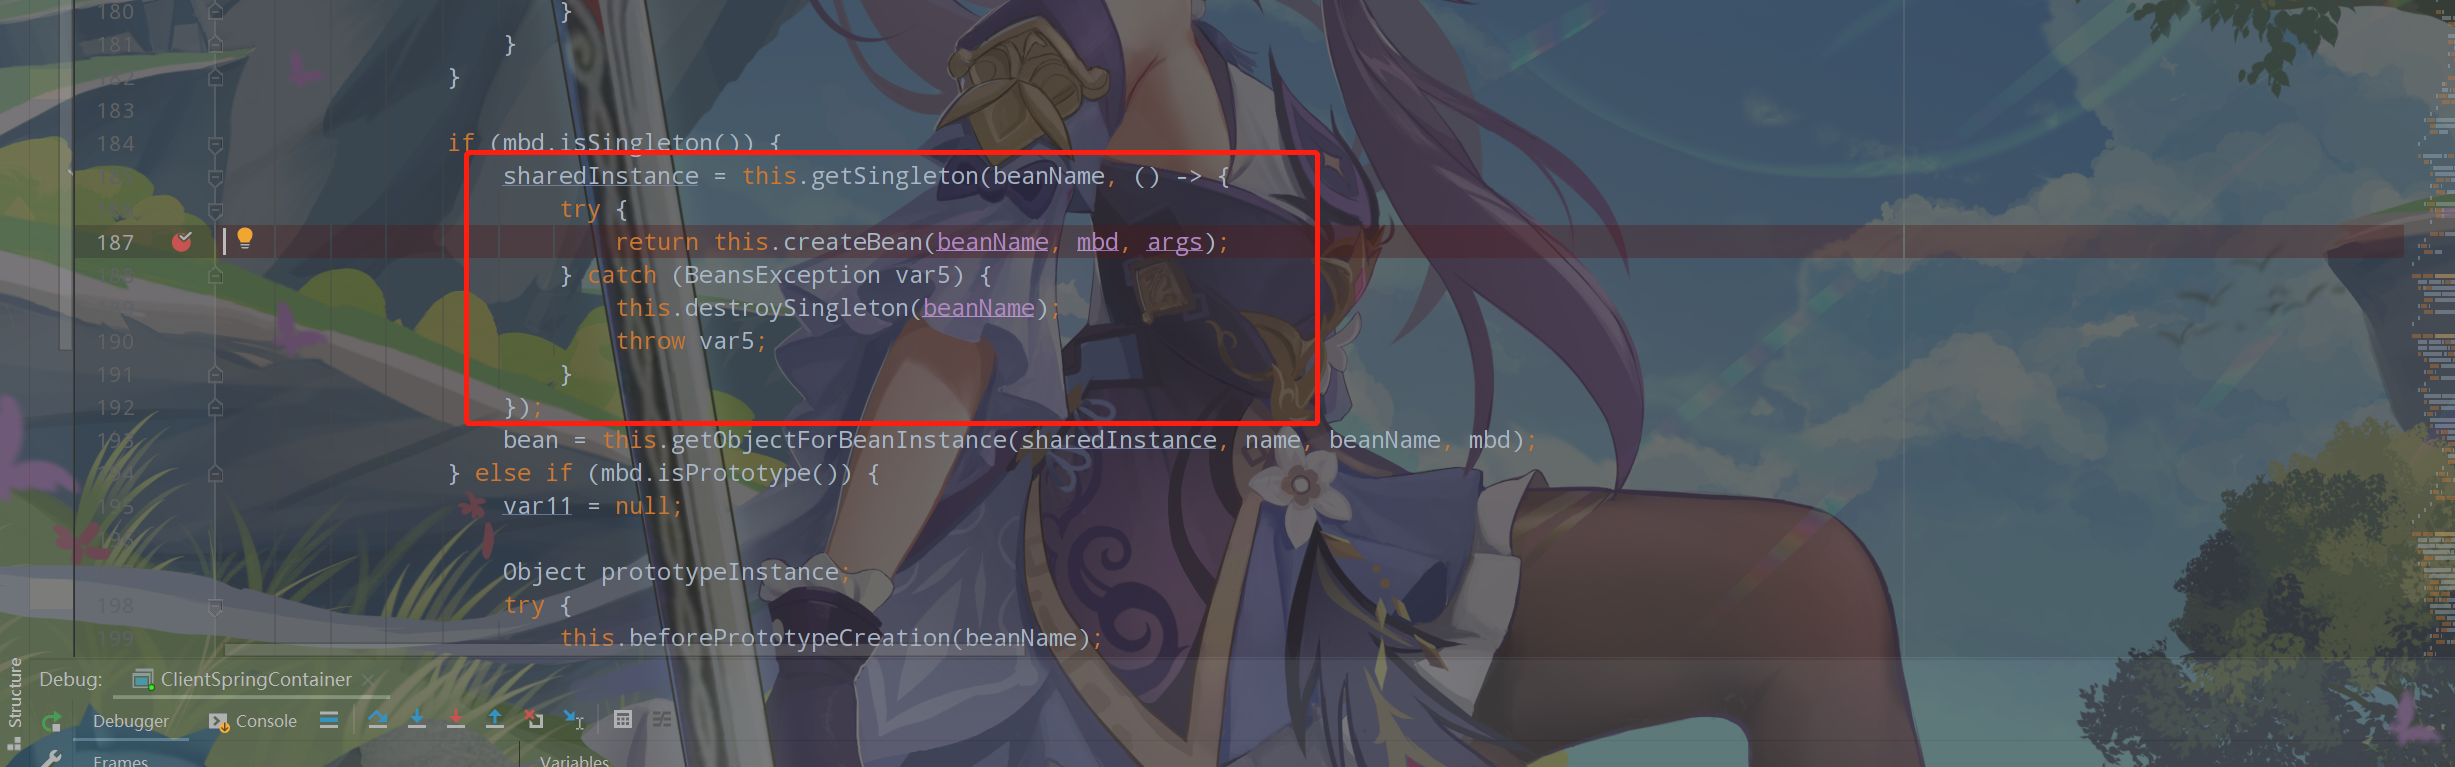 180 }
181 }
182 }
183
184 if (mbd.isSingleton()) {
185 sharedInstance = this.getSingleton(beanName, () -> {
186 try {
187 return this.createBean(beanName, mbd, args);
188 } catch (BeansException var5) {
189 this.destroySingleton(beanName);
190 throw var5;
191 }
192 });
193 bean = this.getObjectForBeanInstance(sharedInstance, name, beanName, mbd);
194 } else if (mbd.isPrototype()) {
195 var11 = null;
196
Object prototypeInstance;
198 try {
199 this.beforePrototypeCreation(beanName);
Structure
Debug: ClientSpringContainer
Debugger Console
Frames Variables